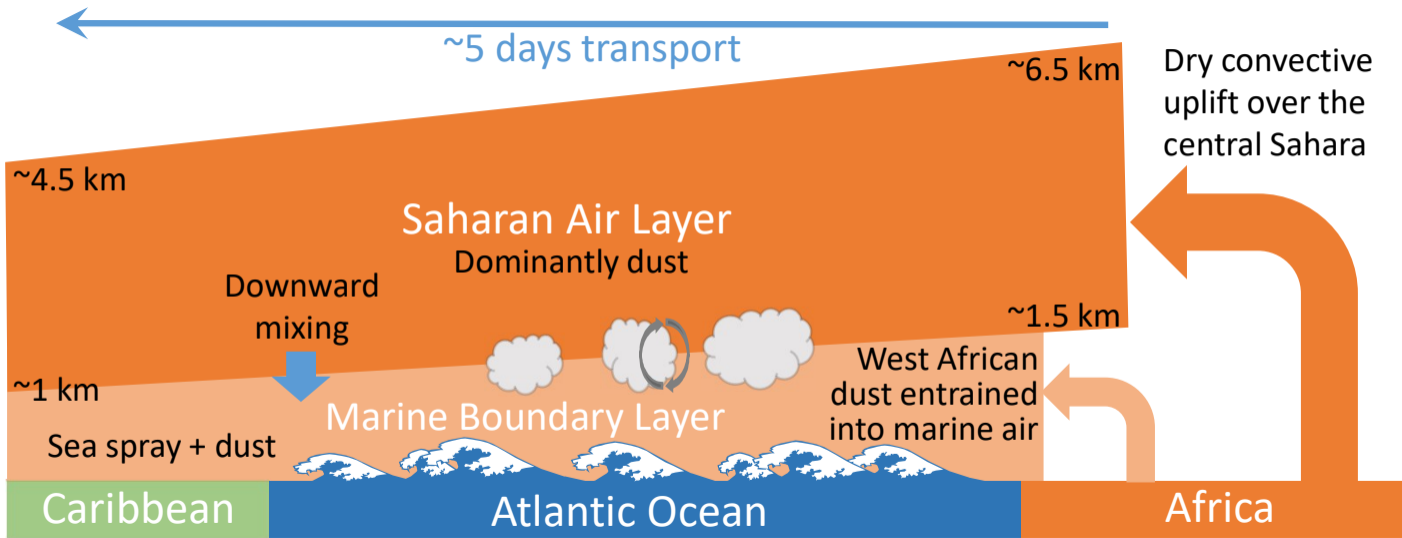 ~5 days transport
~6.5 km
Dry convective
uplift over the
central Sahara
~4.5 km
Saharan Air Layer
Dominantly dust
Downward
mixing
~1.5 km
West African
dust entrained
into marine air
~1 km
Marine Boundary Layer
Sea spray + dust
Caribbean
Atlantic Ocean
Africa